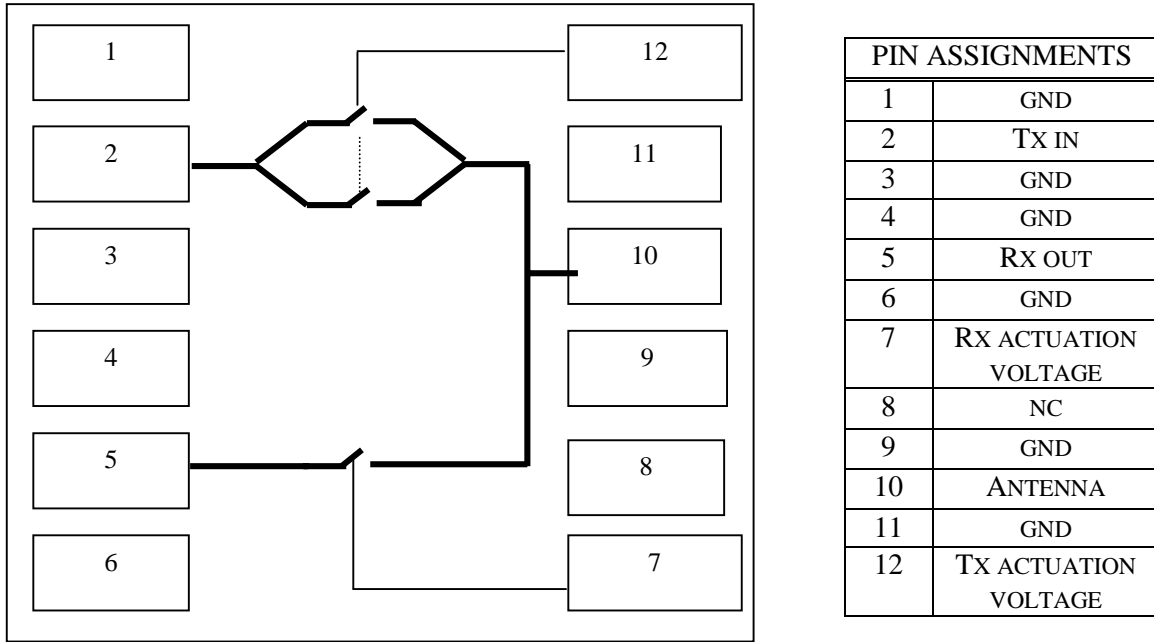 1
12
2
11
3
10
4
9
5
8
6
7
PIN ASSIGNMENTS
1 GND
2 TX IN
3 GND
4 GND
5 RX OUT
6 GND
7 RX ACTUATION
VOLTAGE
8 NC
9 GND
10 ANTENNA
11 GND
12 TX ACTUATION
VOLTAGE